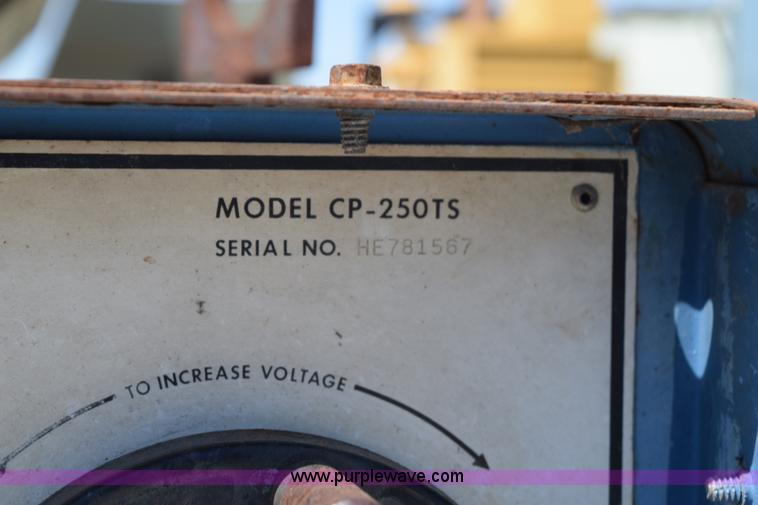 MODEL CP-250TS
SERIAL NO. HE781567
TO INCREASE VOLTAGE
www.purplewave.com